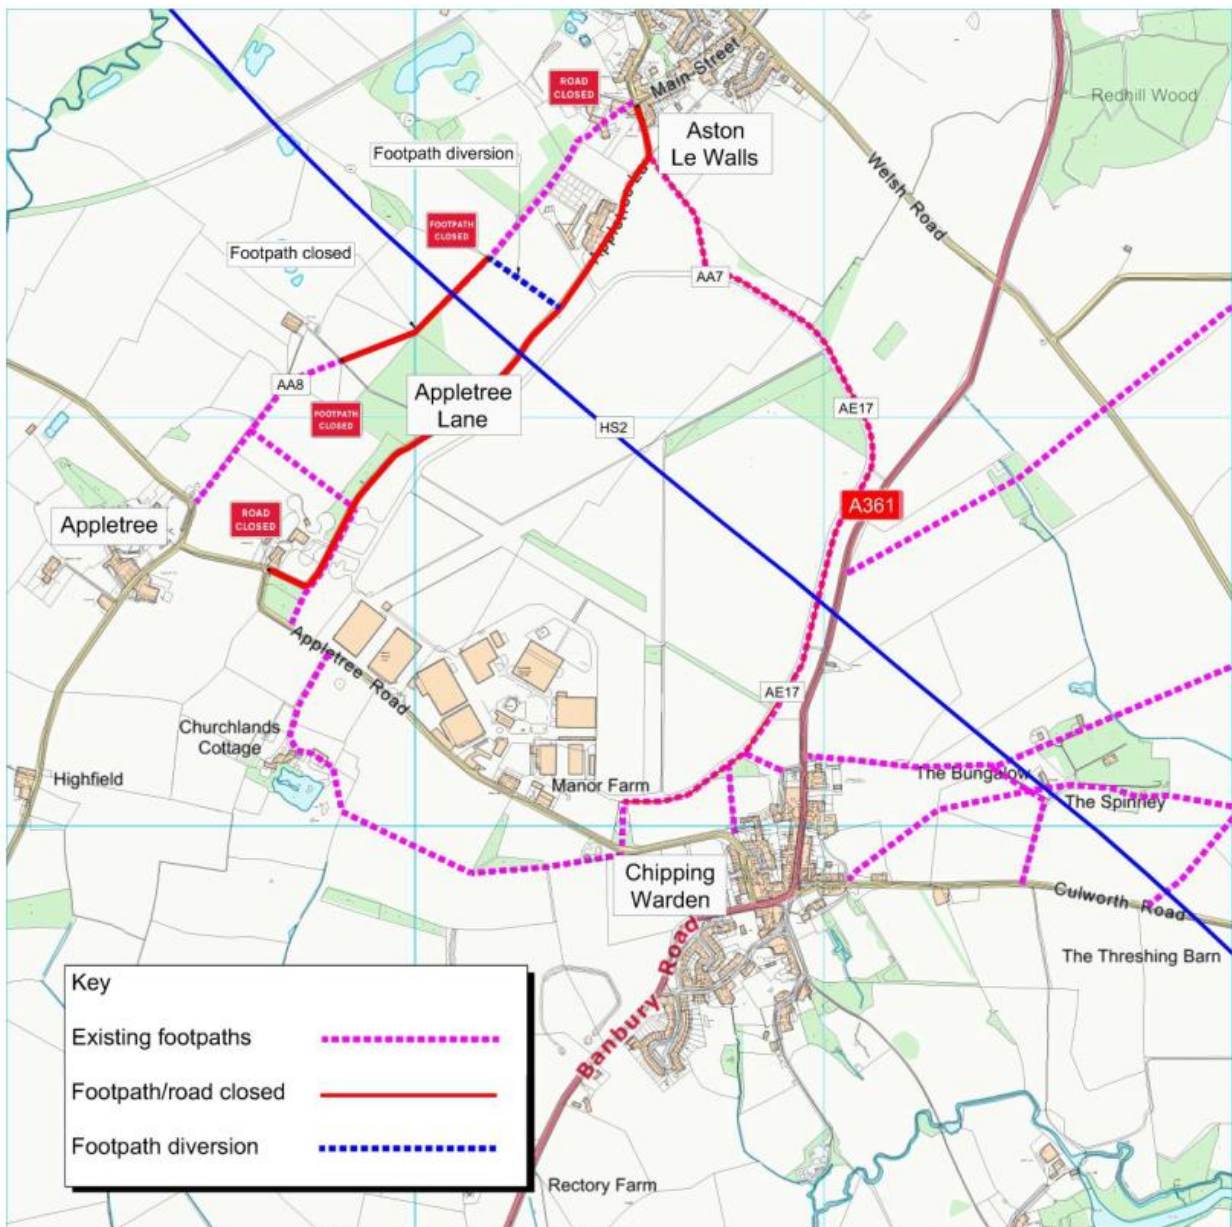 ROAD
CLOSED
Main Street
Redhill Wood
Aston
Le Walls
Footpath diversion
Welsh Road
FOOTPATH
CLOSED
Footpath closed
AA7
AA8
Appletree
Lane
AE17
FOOTPATH
CLOSED
HS2
A361
Appletree
ROAD
CLOSED
Appletree Road
AE17
Churchlands
Cottage
Highfield
Manor Farm
The Bungalow
The Spinney
Chipping
Warden
Culworth Road
Banbury Road
The Threshing Barn
Key
Existing footpaths
Footpath/road closed
Footpath diversion
Rectory Farm